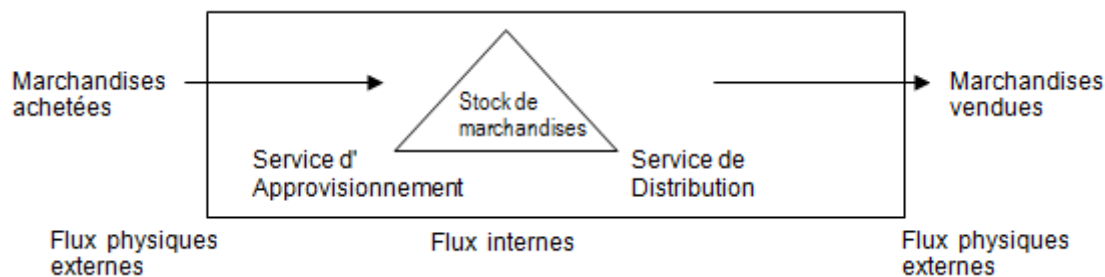 Marchandises
achetées
Stock de
marchandises
Marchandises
vendues
Service d'
Approvisionnement
Service de
Distribution
Flux physiques
externes
Flux internes
Flux physiques
externes